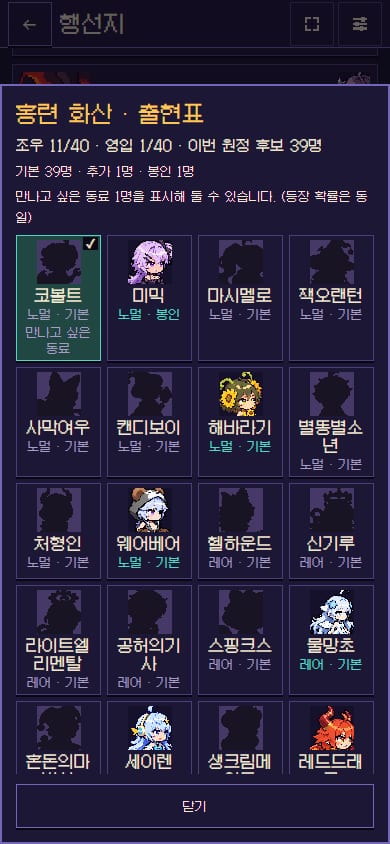 행선지
홍련 화산 · 출현표
조우 11/40 · 영입 1/40 · 이번 원정 후보 39명
기본 39명 · 추가 1명 · 봉인 1명
만나고 싶은 동료 1명을 표시해 둘 수 있습니다. (등장 확률은 동
일)
코볼트
노멀 · 기본
만나고 싶은
동료
미믹
노멀 · 봉인
마시멜로
노멀 · 기본
잭오랜턴
노멀 · 기본
사막여우
노멀 · 기본
캔디보이
노멀 · 기본
해바라기
노멀 · 기본
별똥별소
년
노멀 · 기본
처형인
노멀 · 기본
웨어베어
노멀 · 기본
헬하운드
레어 · 기본
신기루
레어 · 기본
라이트엘
리멘탈
레어 · 기본
공허의기
사
레어 · 기본
스핑크스
레어 · 기본
물망초
레어 · 기본
혼돈의마
세이렌
생크림메
레드드래
닫기